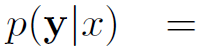 p(𝐲|x) =